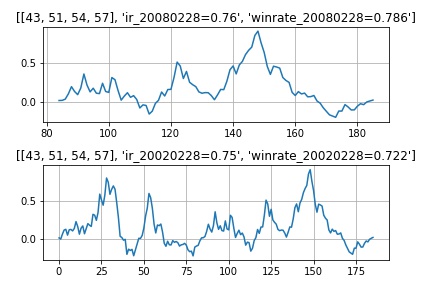 [[43, 51, 54, 57], 'ir_20080228=0.76', 'winrate_20080228=0.786']
0.5
0.0
80 100 120 140 160 180
[[43, 51, 54, 57], 'ir_20020228=0.75', 'winrate_20020228=0.722']
0.5
0.0
0 25 50 75 100 125 150 175